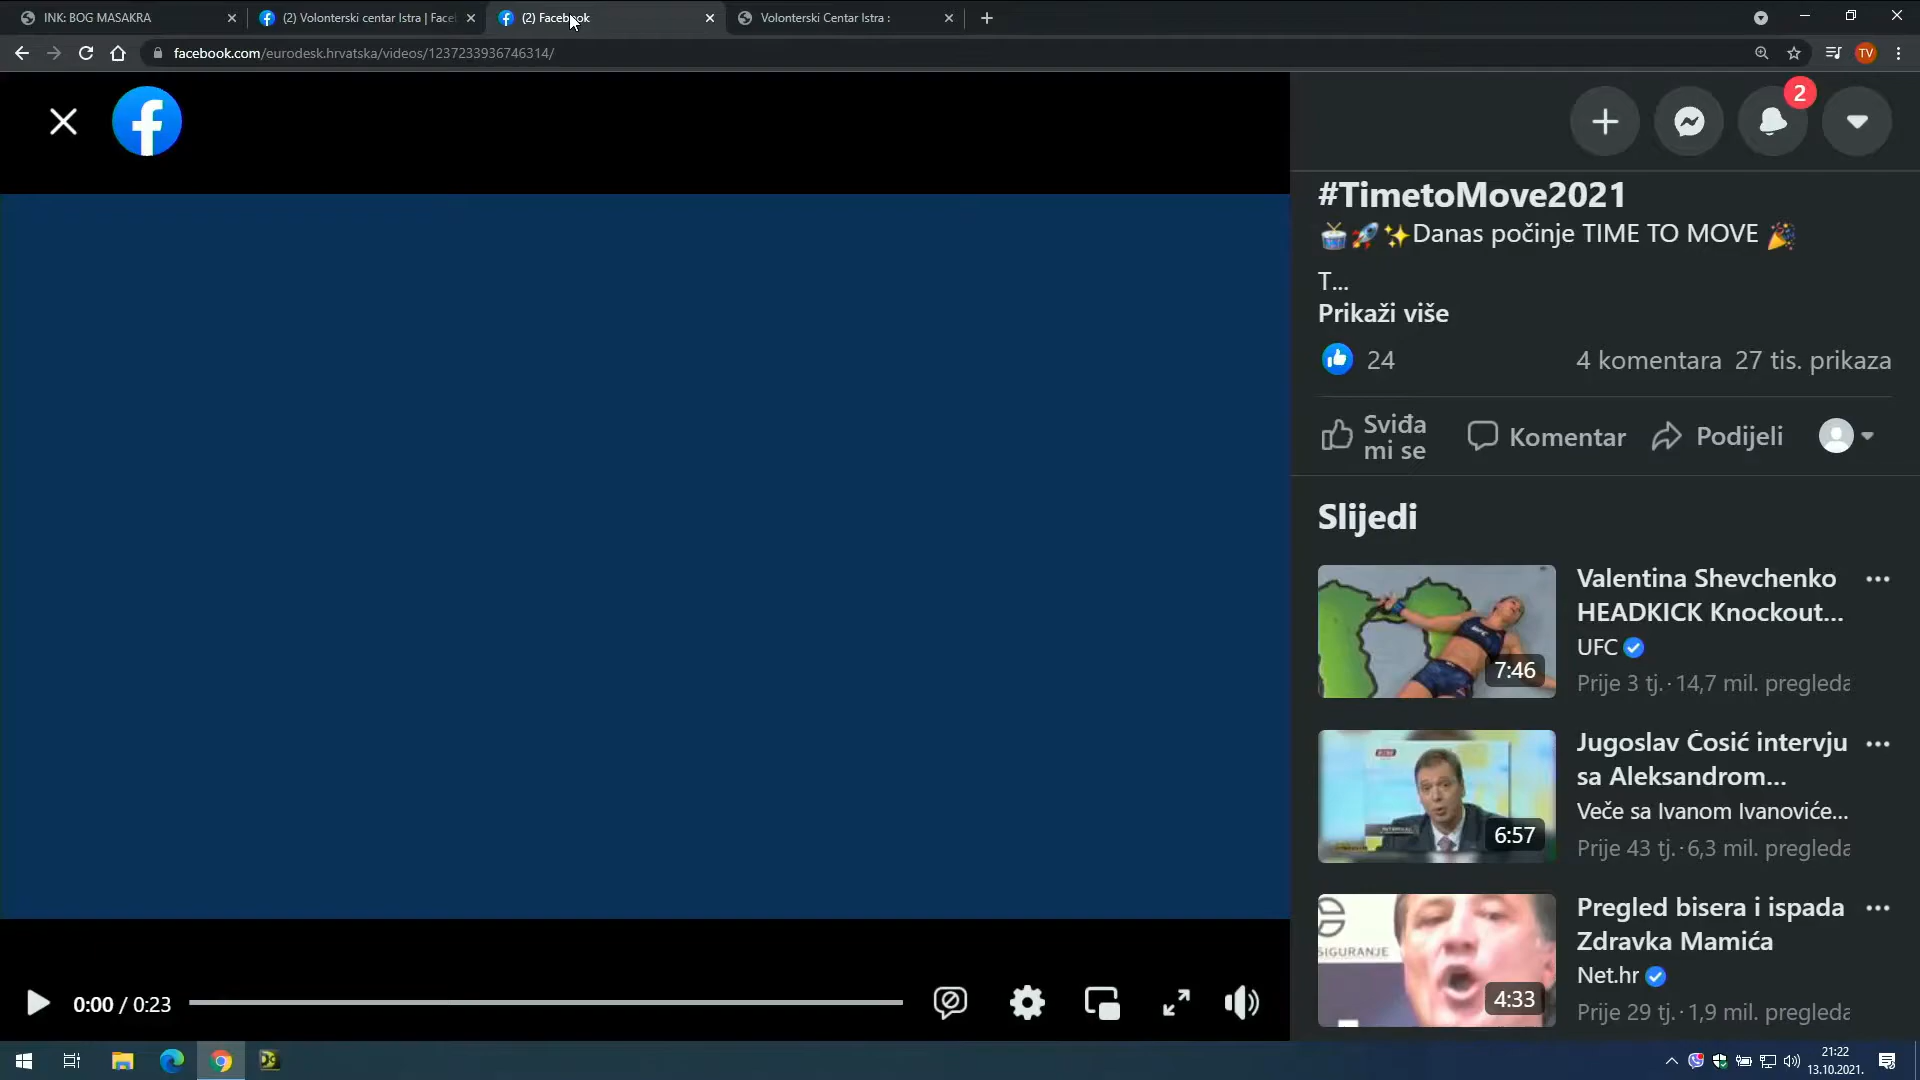 INK: BOG MASAKRA
(2) Volonterski centar Istra | Face
(2) Facebook
Volonterski Centar Istra :
facebook.com/eurodesk.hrvatska/videos/1237233936746314/
TV
2
#TimetoMove2021
🥁🚀✨Danas počinje TIME TO MOVE 🎉
T...
Prikaži više
24
4 komentara 27 tis. prikaza
Sviđa
mi se
Komentar
Podijeli
Slijedi
Valentina Shevchenko
HEADKICK Knockout...
UFC
Prije 3 tj. · 14,7 mil. pregleda
7:46
Jugoslav Ćosić intervju
sa Aleksandrom...
Veče sa Ivanom Ivanoviće...
Prije 43 tj. · 6,3 mil. pregleda
6:57
Pregled bisera i ispada
Zdravka Mamića
Net.hr
Prije 29 tj. · 1,9 mil. pregleda
SIGURANJE
4:33
0:00 / 0:23
21:22
13.10.2021.